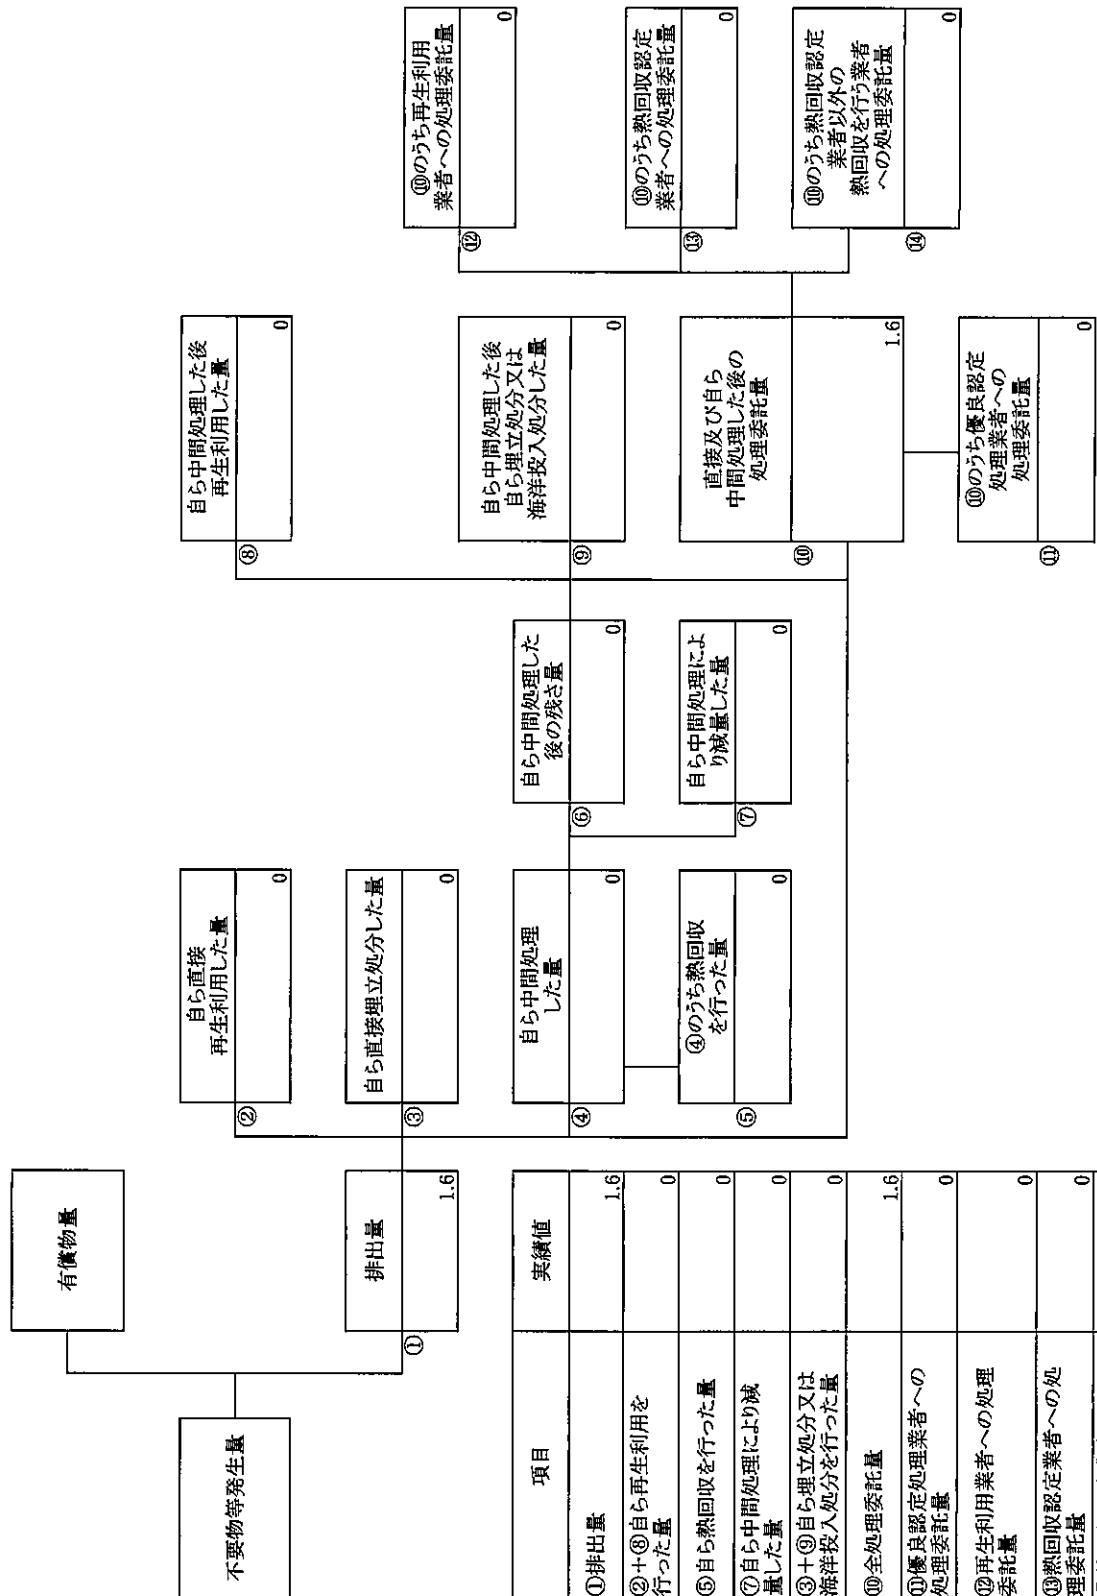 不要物等発生量
有償物量
排出量
①
1.6
自ら直接
再生利用した量
②
0
自ら直接埋立処分した量
③
0
自ら中間処理
した量
④
0
④のうち熱回収
を行った量
⑤
0
自ら中間処理した
後の残さ量
⑥
0
自ら中間処理によ
り減量した量
⑦
0
自ら中間処理した後
再生利用した量
⑧
0
自ら中間処理した後
自ら埋立処分又は
海洋投入処分した量
⑨
0
直接及び自ら
中間処理した後の
処理委託量
⑩
1.6
⑩のうち優良認定
処理業者への
処理委託量
⑪
0
⑩のうち再生利用
業者への処理委託量
⑫
0
⑩のうち熱回収認定
業者への処理委託量
⑬
0
⑩のうち熱回収認定
業者以外の
熱回収を行う業者
への処理委託量
⑭
0
項目 実績値
①排出量 1.6
②+⑧自ら再生利用を
行った量 0
⑤自ら熱回収を行った量 0
⑦自ら中間処理により減
量した量 0
③+⑨自ら埋立処分又は
海洋投入処分を行った量 0
⑩全処理委託量 1.6
⑪優良認定処理業者への
処理委託量 0
⑫再生利用業者への処理
委託量 0
⑬熱回収認定業者への処
理委託量 0